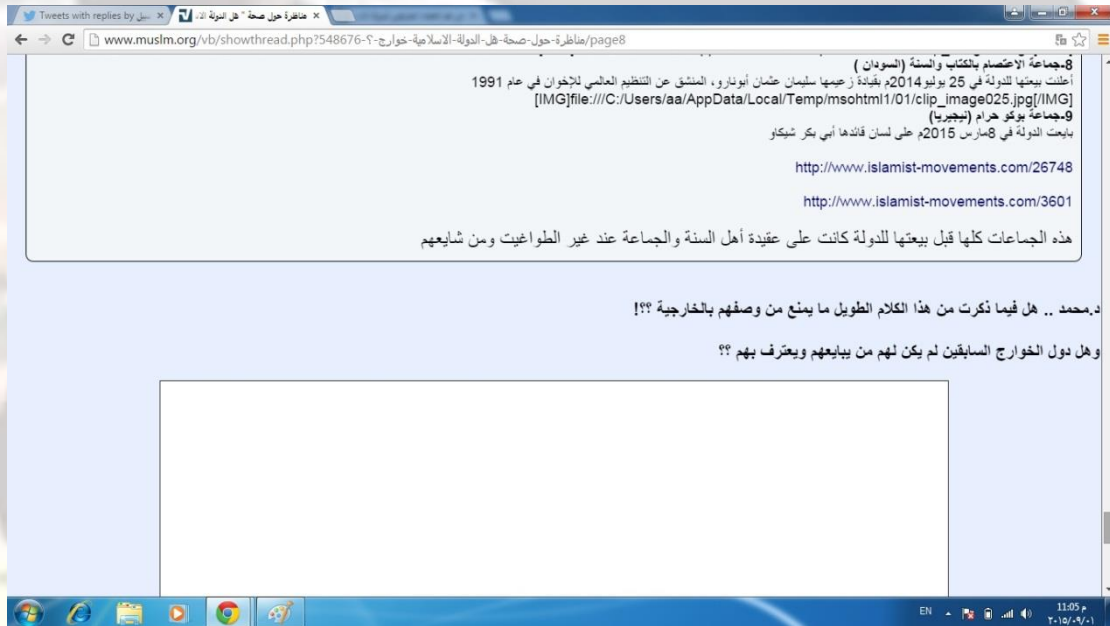 Tweets with replies by سيل
مناظرة حول صحة " هل الدولة الا
www.muslm.org/vb/showthread.php?548676-مناظرة-حول-صحة-هل-الدولة-الاسلامية-خوارج-؟/page8
8-جماعة الاعتصام بالكتاب والسنة (السودان )
أعلنت بيعتها للدولة في 25 يوليو2014م بقيادة زعيمها سليمان عثمان أبونارو، المنشق عن التنظيم العالمي للإخوان في عام 1991
[IMG]file:///C:/Users/aa/AppData/Local/Temp/msohtml1/01/clip_image025.jpg[/IMG]
9-جماعة بوكو حرام (نيجيريا)
بايعت الدولة في 8مارس 2015م على لسان قائدها أبي بكر شيكاو
http://www.islamist-movements.com/26748
http://www.islamist-movements.com/3601
هذه الجماعات كلها قبل بيعتها للدولة كانت على عقيدة أهل السنة والجماعة عند غير الطواغيت ومن شايعهم
د.محمد .. هل فيما ذكرت من هذا الكلام الطويل ما يمنع من وصفهم بالخارجية ؟؟!
وهل دول الخوارج السابقين لم يكن لهم من يبايعهم ويعترف بهم ؟؟
EN
11:05 م
٢٠١٥/٠٩/٠١